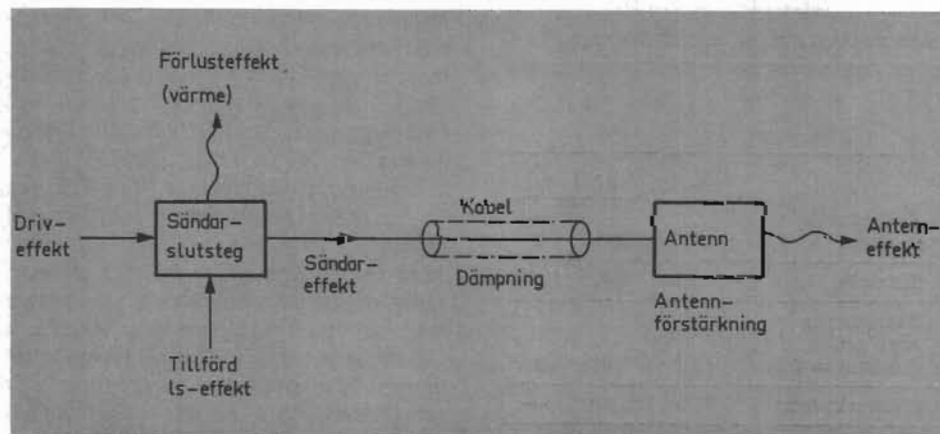 Förlusteffekt
(värme)
Driv-
effekt
Sändar-
slutsteg
Sändar-
effekt
Kabel
Dämpning
Antenn
Antenn-
förstärkning
Antenn-
effekt
Tillförd
ls-effekt